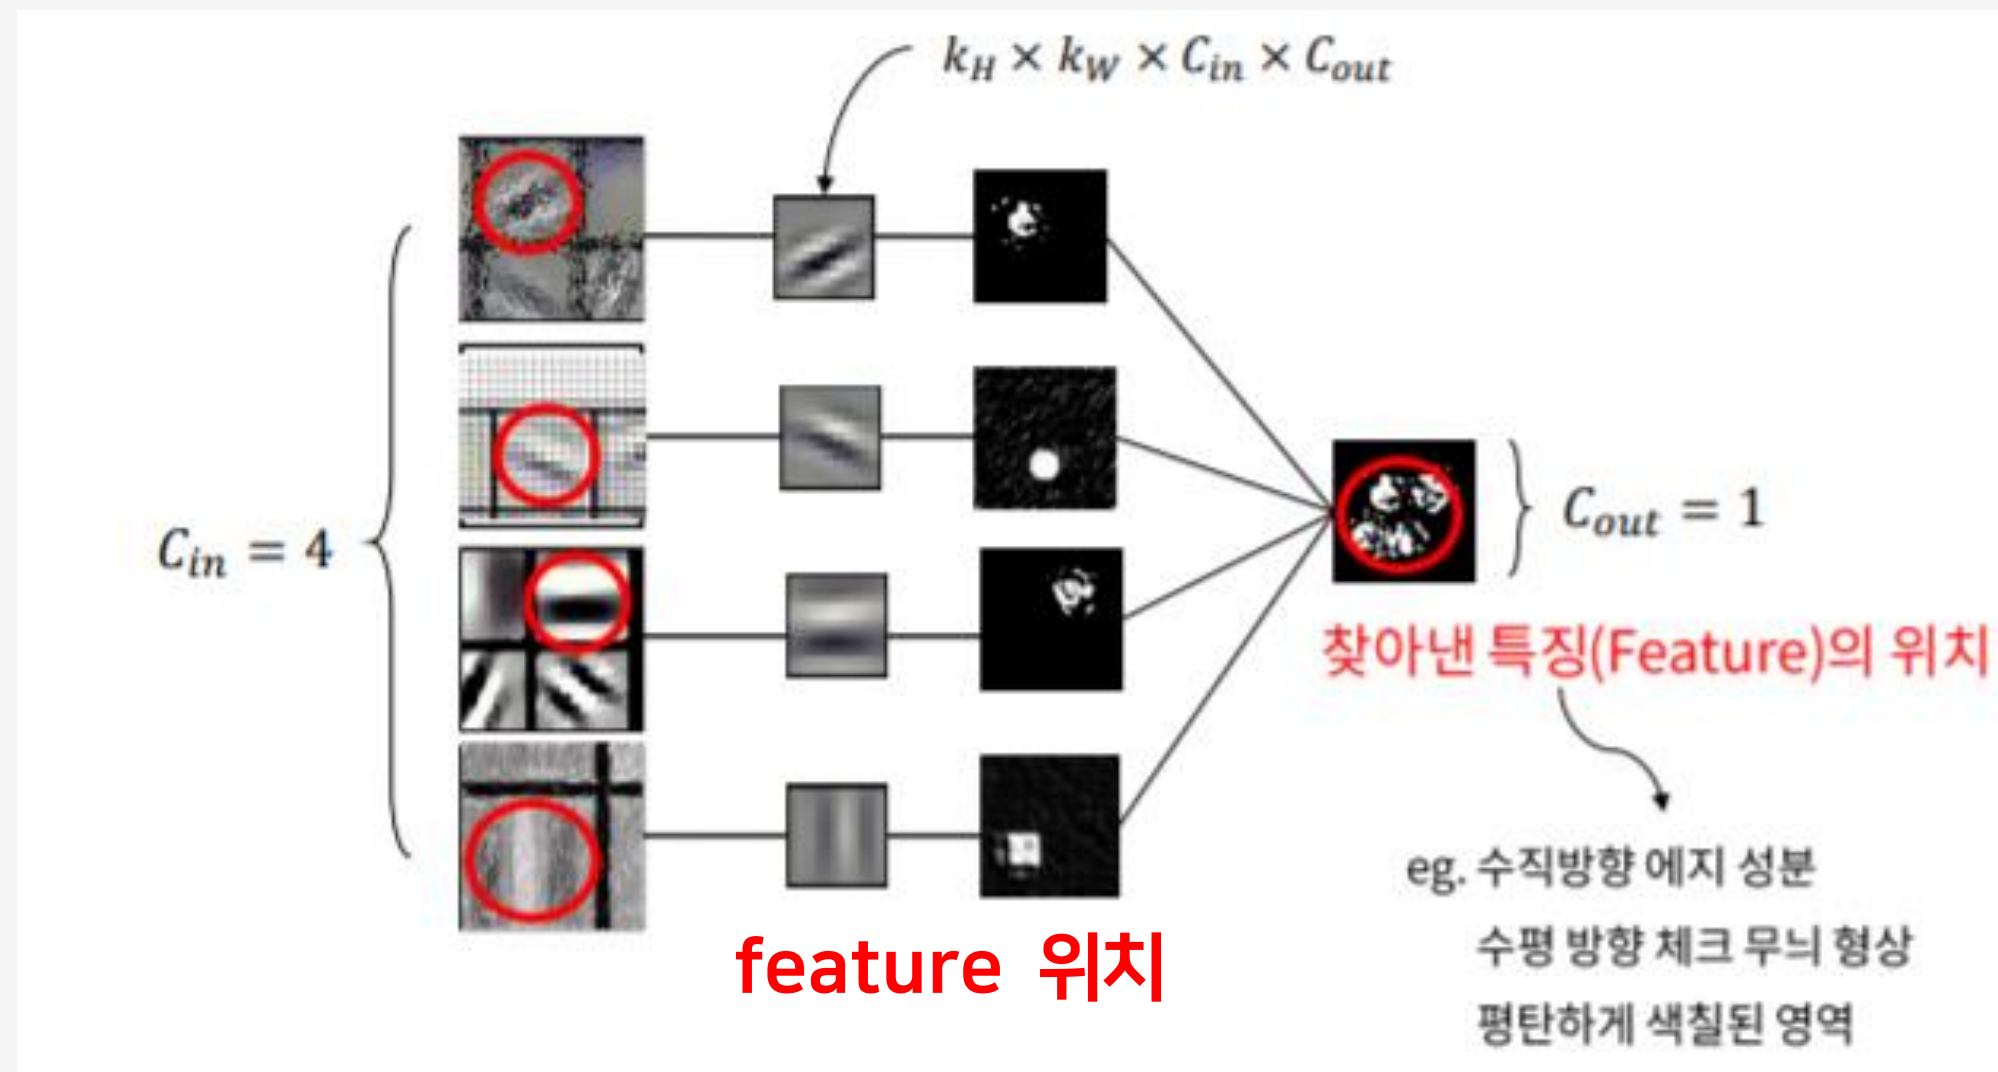 k_H × k_W × C_in × C_out
C_in = 4
C_out = 1
찾아낸 특징(Feature)의 위치
eg. 수직방향 에지 성분
수평 방향 체크 무늬 형상
평탄하게 색칠된 영역
feature 위치